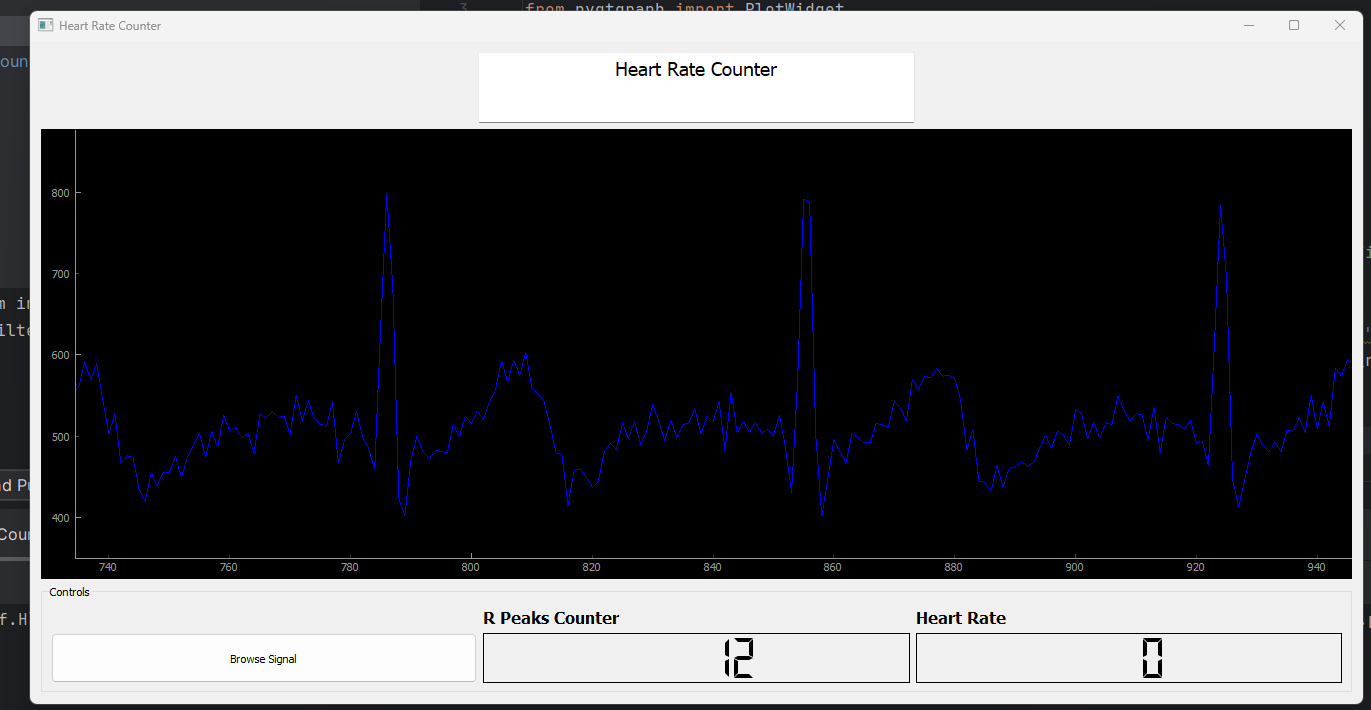 3 from pyqtgraph import PlotWidget
Heart Rate Counter
Heart Rate Counter
800
700
600
500
400
740 760 780 800 820 840 860 880 900 920 940
Controls
R Peaks Counter Heart Rate
Browse Signal 12 0